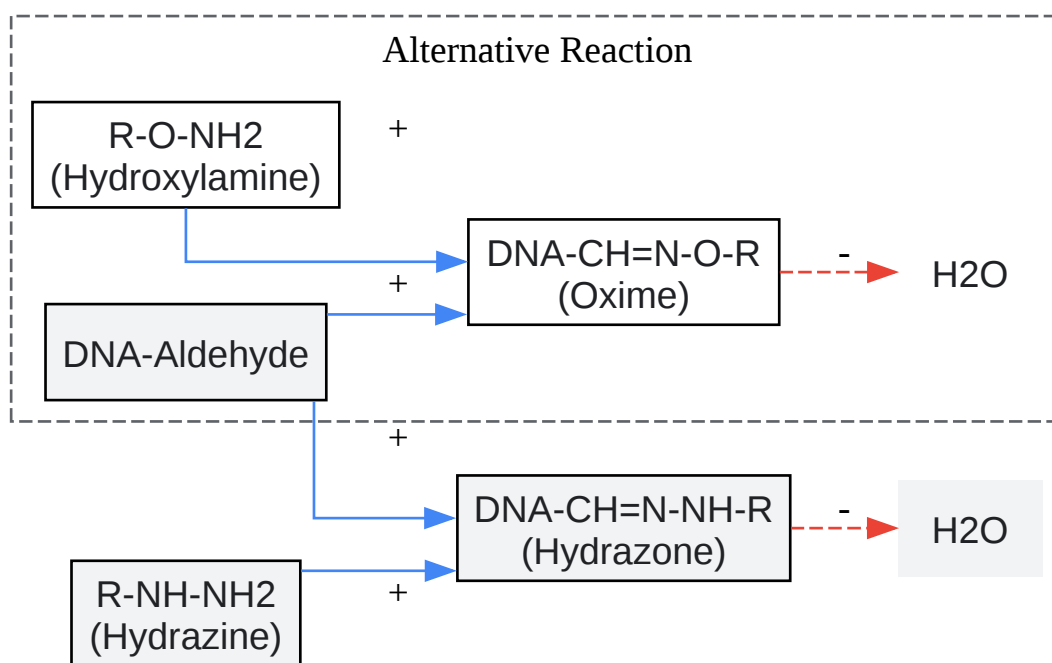 Alternative Reaction
R-O-NH2
(Hydroxylamine)
+
DNA-CH=N-O-R
(Oxime)
-
H2O
+
DNA-Aldehyde
+
DNA-CH=N-NH-R
(Hydrazone)
-
H2O
R-NH-NH2
(Hydrazine)
+